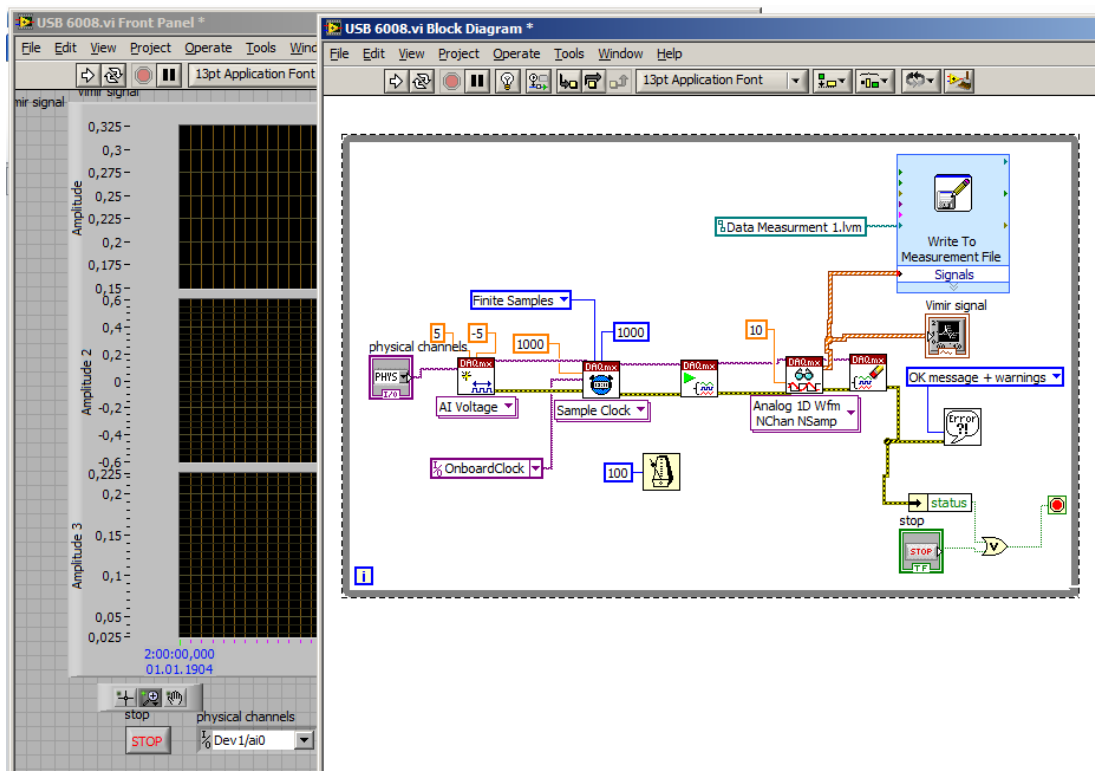 USB 6008.vi Front Panel *
File Edit View Project Operate Tools
13pt Application Font
Vimir signal
0,325
0,3
0,275
0,25
0,225
0,2
0,175
0,15
Amplitude
0,6
0,4
0,2
0
-0,2
-0,4
-0,6
Amplitude 2
0,225
0,2
0,15
0,1
0,05
0,025
Amplitude 3
2:00:00,000
01.01.1904
stop
STOP
physical channels
Dev1/ai0
USB 6008.vi Block Diagram *
File Edit View Project Operate Tools Window Help
13pt Application Font
Data Measurment 1.lvm
Write To
Measurement File
Signals
Vimir signal
Finite Samples
5
-5
1000
1000
10
physical channels
PHYS
I/O
DAQmx
DAQmx
DAQmx
DAQmx
DAQmx
AI Voltage
Sample Clock
Analog 1D Wfm
NChan NSamp
OK message + warnings
Error
?!
OnboardClock
100
status
stop
STOP
TF
V
i